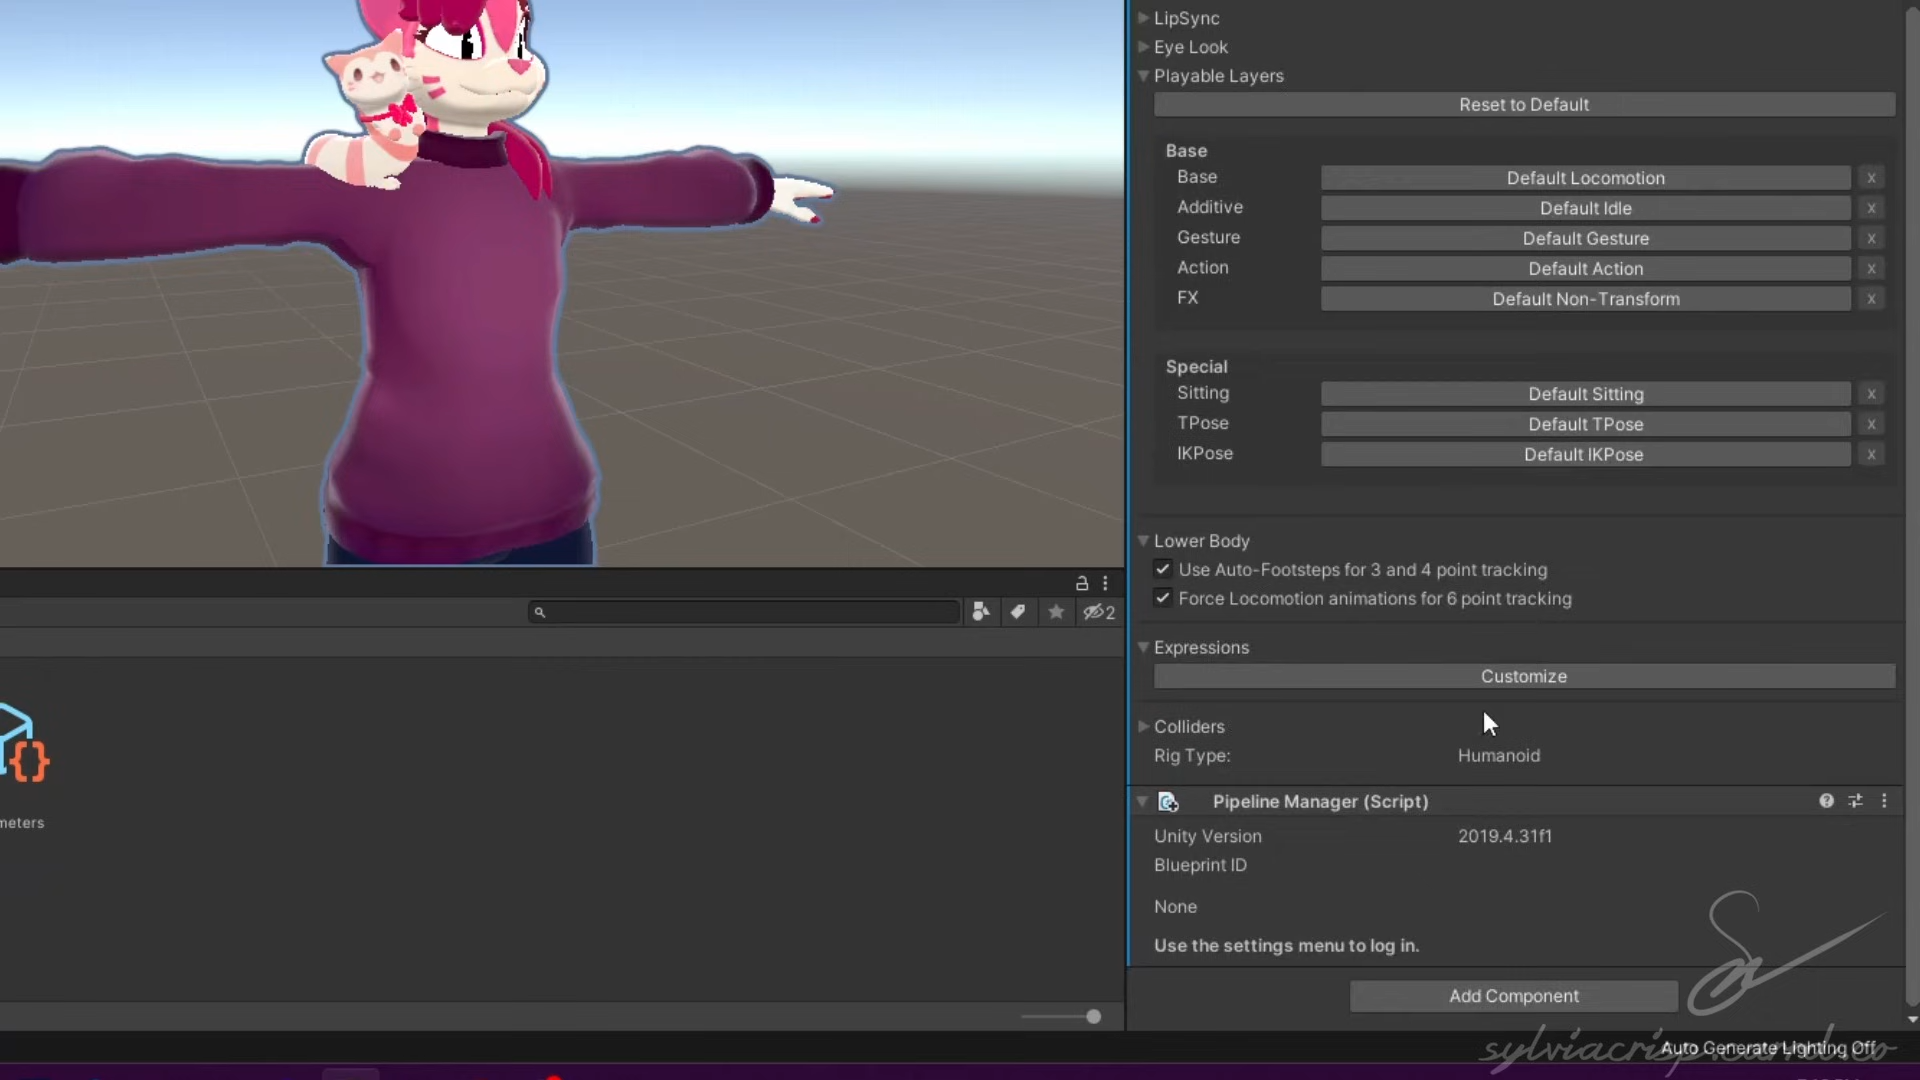 LipSync
Eye Look
Playable Layers
Reset to Default
Base
Base Default Locomotion x
Additive Default Idle x
Gesture Default Gesture x
Action Default Action x
FX Default Non-Transform x
Special
Sitting Default Sitting x
TPose Default TPose x
IKPose Default IKPose x
Lower Body
Use Auto-Footsteps for 3 and 4 point tracking
Force Locomotion animations for 6 point tracking
2
Expressions
Customize
Colliders
Rig Type: Humanoid
Pipeline Manager (Script)
meters
Unity Version 2019.4.31f1
Blueprint ID
None
Use the settings menu to log in.
Add Component
Auto Generate Lighting Off